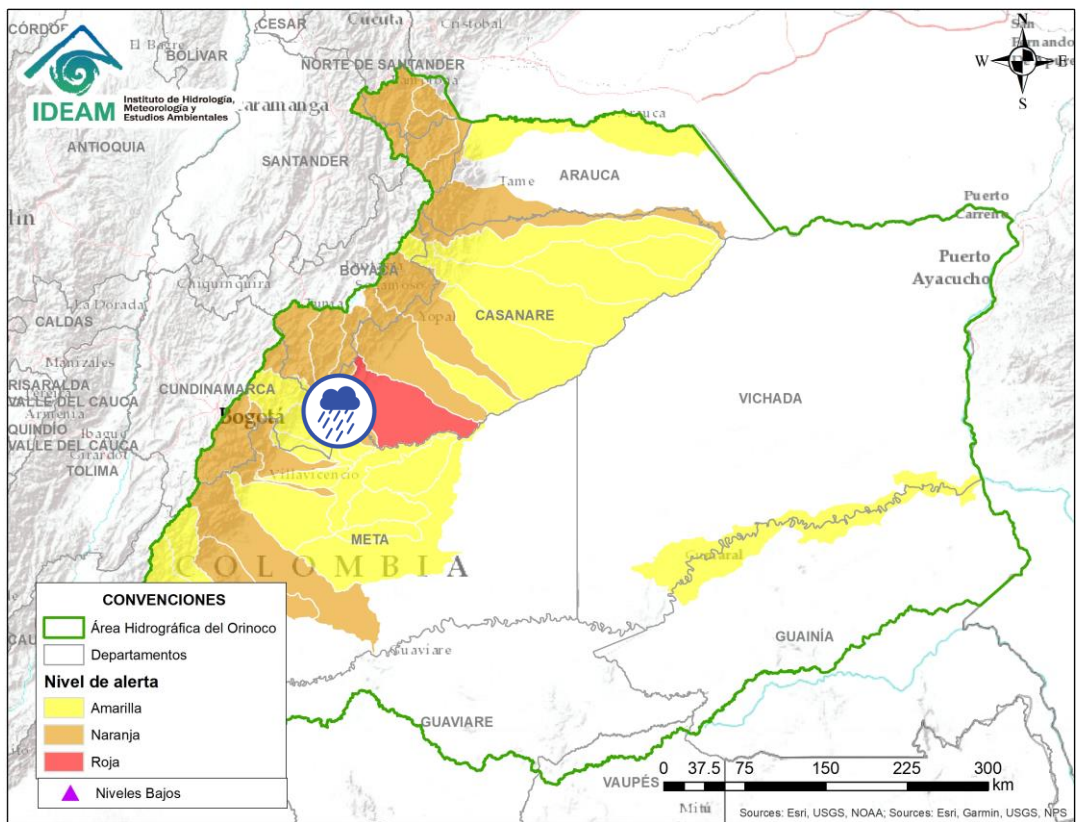 IDEAM
Instituto de Hidrología,
Meteorología y
Estudios Ambientales
CESAR
Cucuta
Cristobal
San
Fernando
N
W
E
S
El Bagre
BOLÍVAR
NORTE DE SANTANDER
aramanga
ANTIOQUIA
SANTANDER
Tame
ARAUCA
Puerto
Carreño
Puerto
Ayacucho
BOYACÁ
Chiquinquira
La Dorada
CALDAS
Yopal
CASANARE
Manizales
RISARALDA
VALLE DEL CAUCA
Armenia
QUINDÍO
VALLE DEL CAUCA
Ibague
Girardot
TOLIMA
CUNDINAMARCA
Bogotá
VICHADA
Villavicencio
META
COLOMBIA
GUAINÍA
GUAVIARE
VAUPÉS
Mitú
CONVENCIONES
Área Hidrográfica del Orinoco
Departamentos
Nivel de alerta
Amarilla
Naranja
Roja
Niveles Bajos
0 37.5 75 150 225 300
km
Sources: Esri, USGS, NOAA; Sources: Esri, Garmin, USGS, NPS